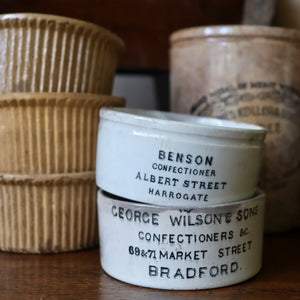 BENSON
CONFECTIONER
ALBERT STREET
HARROGATE
GEORGE WILSON & SONS
CONFECTIONERS &c.
69 & 71 MARKET STREET
BRADFORD.